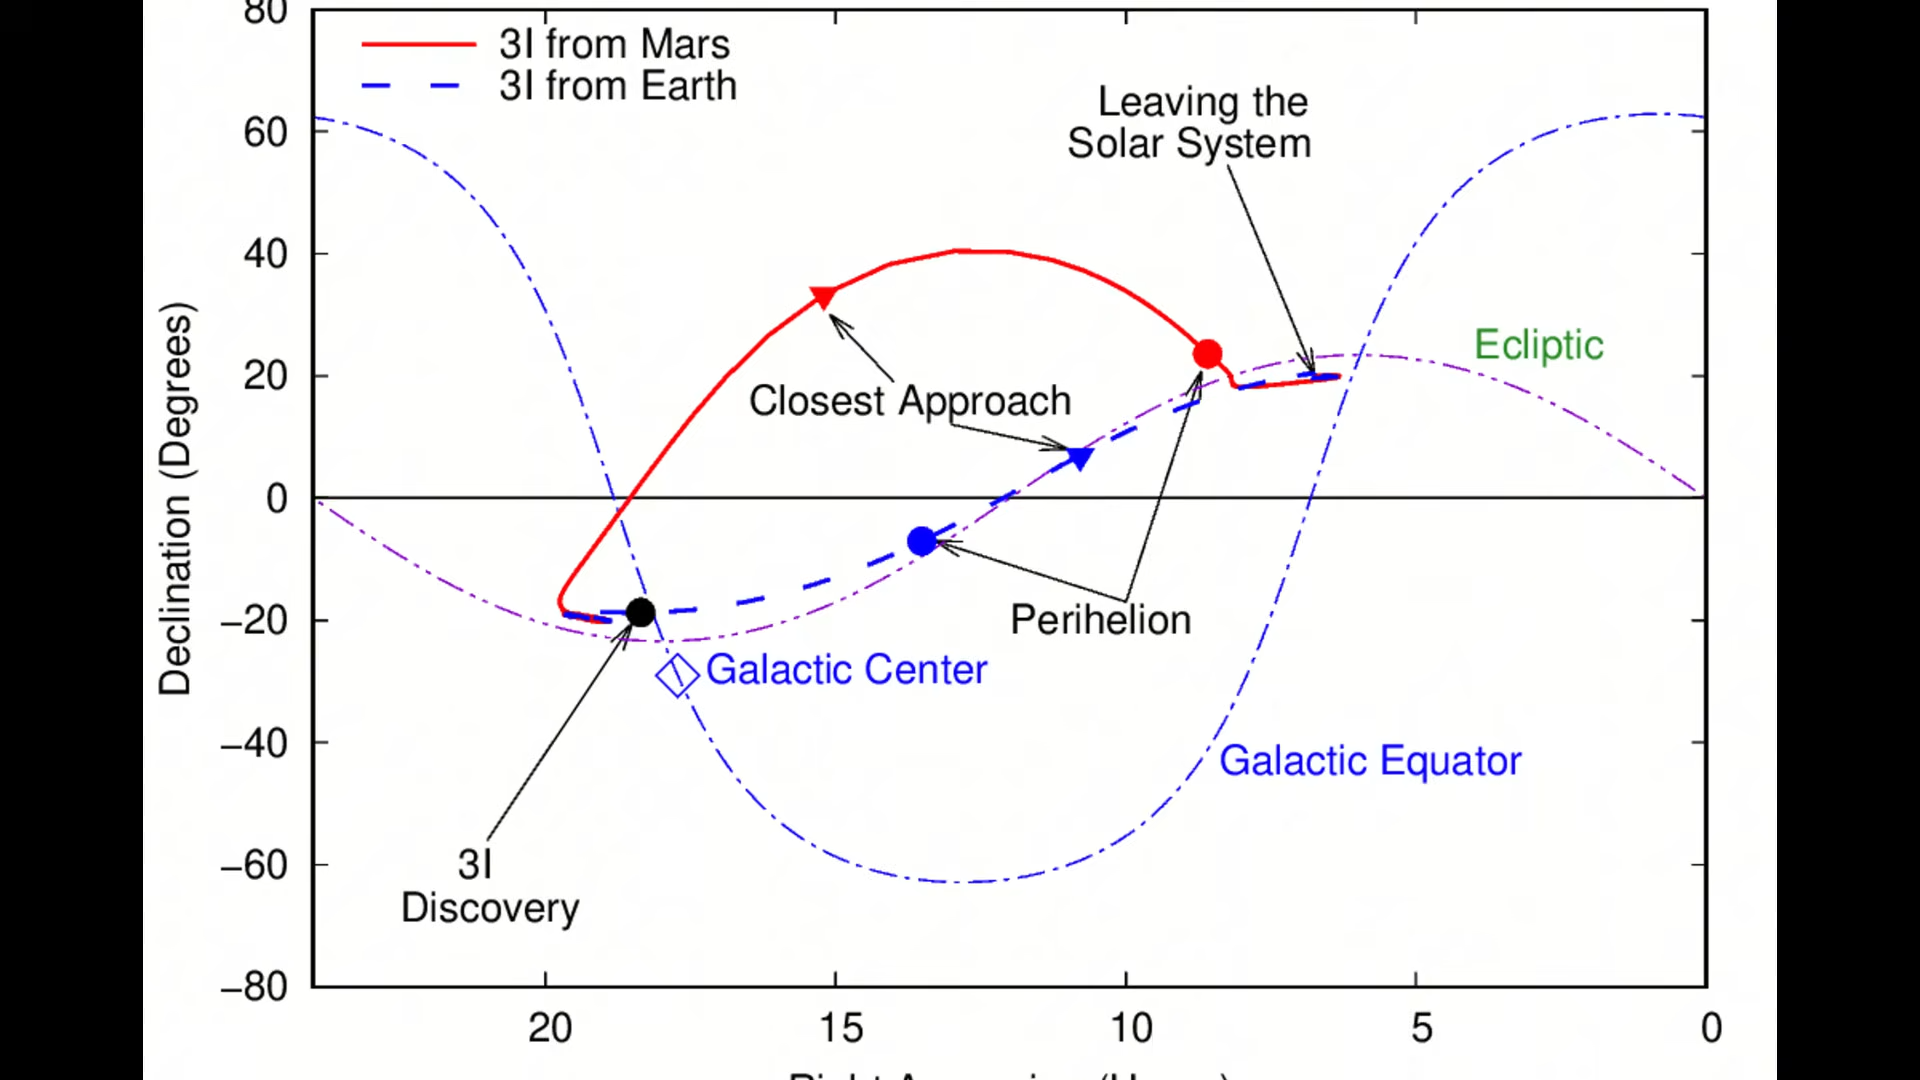 80
3I from Mars
3I from Earth
Leaving the
Solar System
60
40
Ecliptic
20
Closest Approach
0
Declination (Degrees)
Perihelion
−20
Galactic Center
−40
Galactic Equator
−60
3I
Discovery
−80
20 15 10 5 0